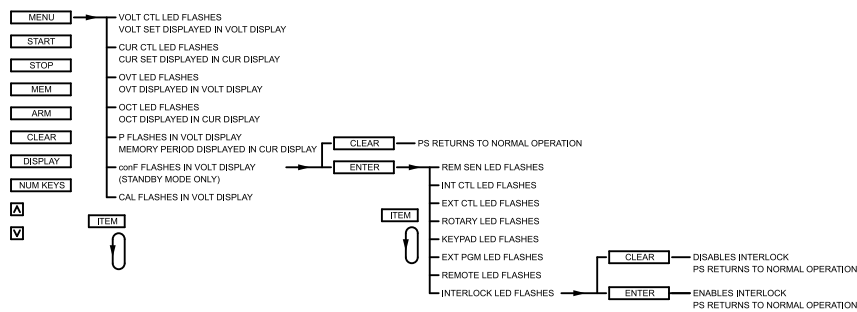 MENU
START
STOP
MEM
ARM
CLEAR
DISPLAY
NUM KEYS
VOLT CTL LED FLASHES
VOLT SET DISPLAYED IN VOLT DISPLAY
CUR CTL LED FLASHES
CUR SET DISPLAYED IN CUR DISPLAY
OVT LED FLASHES
OVT DISPLAYED IN VOLT DISPLAY
OCT LED FLASHES
OCT DISPLAYED IN CUR DISPLAY
P FLASHES IN VOLT DISPLAY
MEMORY PERIOD DISPLAYED IN CUR DISPLAY
conF FLASHES IN VOLT DISPLAY
(STANDBY MODE ONLY)
CAL FLASHES IN VOLT DISPLAY
ITEM
CLEAR
PS RETURNS TO NORMAL OPERATION
ENTER
REM SEN LED FLASHES
INT CTL LED FLASHES
EXT CTL LED FLASHES
ROTARY LED FLASHES
KEYPAD LED FLASHES
EXT PGM LED FLASHES
REMOTE LED FLASHES
INTERLOCK LED FLASHES
ITEM
CLEAR
DISABLES INTERLOCK
PS RETURNS TO NORMAL OPERATION
ENTER
ENABLES INTERLOCK
PS RETURNS TO NORMAL OPERATION